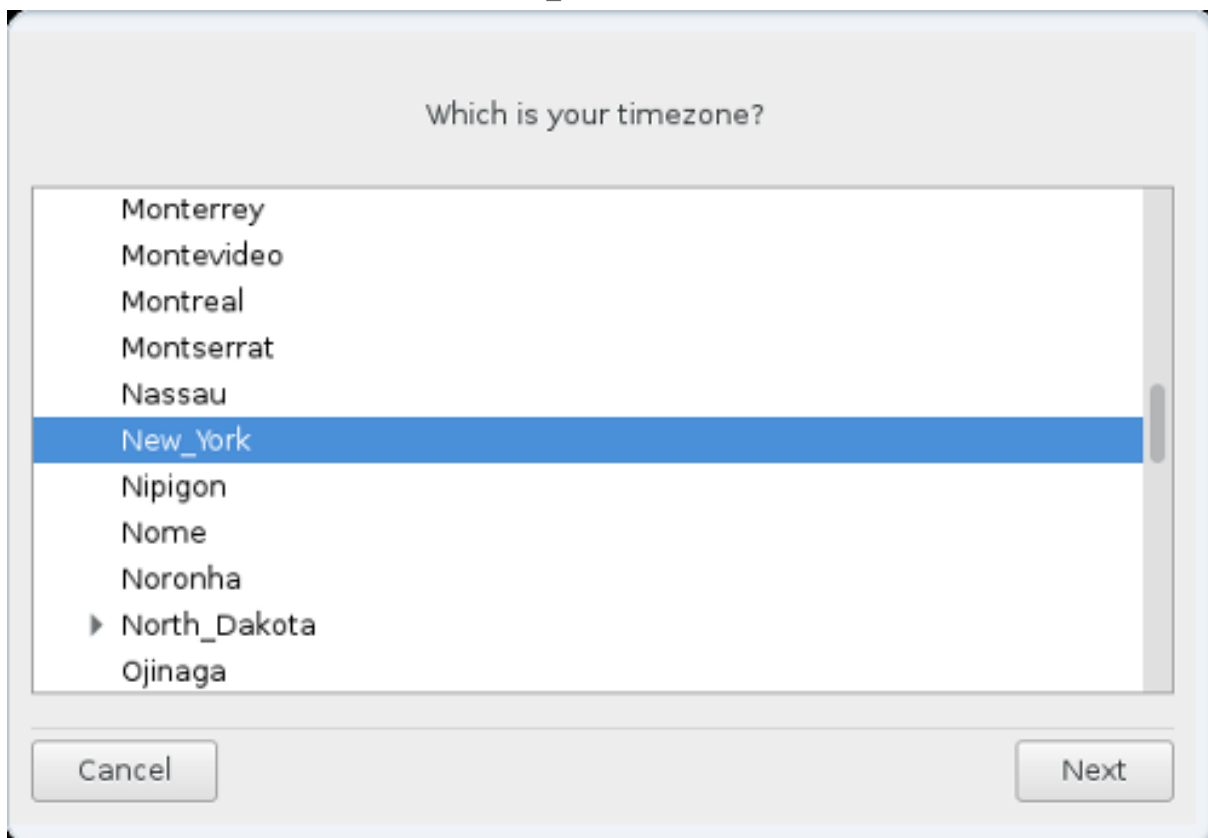 Which is your timezone?
Monterrey
Montevideo
Montreal
Montserrat
Nassau
New_York
Nipigon
Nome
Noronha
North_Dakota
Ojinaga
Cancel
Next